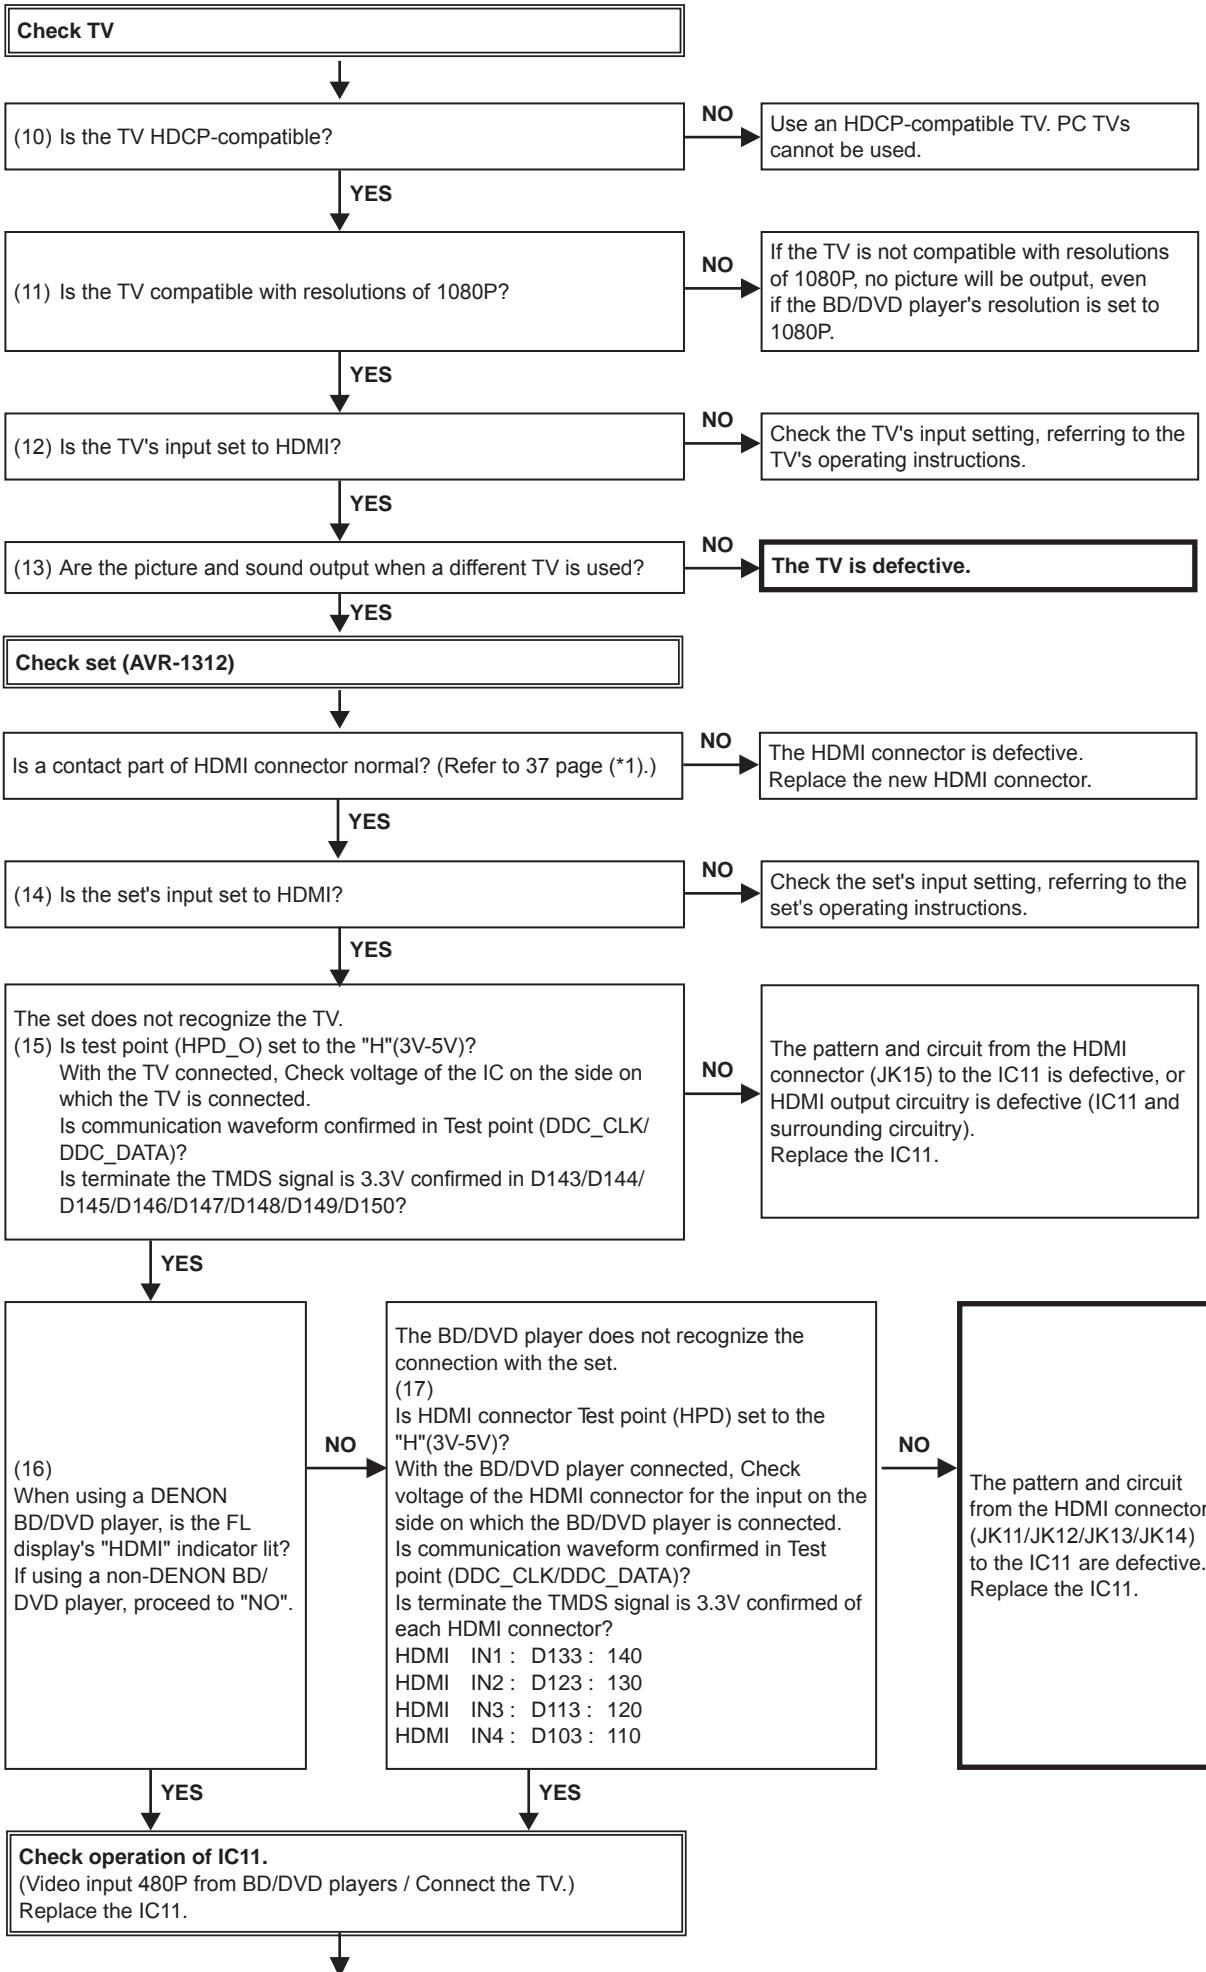 Check TV
(10) Is the TV HDCP-compatible?
NO
Use an HDCP-compatible TV. PC TVs
cannot be used.
YES
(11) Is the TV compatible with resolutions of 1080P?
NO
If the TV is not compatible with resolutions
of 1080P, no picture will be output, even
if the BD/DVD player's resolution is set to
1080P.
YES
(12) Is the TV's input set to HDMI?
NO
Check the TV's input setting, referring to the
TV's operating instructions.
YES
(13) Are the picture and sound output when a different TV is used?
NO
The TV is defective.
YES
Check set (AVR-1312)
Is a contact part of HDMI connector normal? (Refer to 37 page (*1).)
NO
The HDMI connector is defective.
Replace the new HDMI connector.
YES
(14) Is the set's input set to HDMI?
NO
Check the set's input setting, referring to the
set's operating instructions.
YES
The set does not recognize the TV.
(15) Is test point (HPD_O) set to the "H"(3V-5V)?
With the TV connected, Check voltage of the IC on the side on
which the TV is connected.
Is communication waveform confirmed in Test point (DDC_CLK/
DDC_DATA)?
Is terminate the TMDS signal is 3.3V confirmed in D143/D144/
D145/D146/D147/D148/D149/D150?
NO
The pattern and circuit from the HDMI
connector (JK15) to the IC11 is defective, or
HDMI output circuitry is defective (IC11 and
surrounding circuitry).
Replace the IC11.
YES
(16)
When using a DENON
BD/DVD player, is the FL
display's "HDMI" indicator lit?
If using a non-DENON BD/
DVD player, proceed to "NO".
NO
The BD/DVD player does not recognize the
connection with the set.
(17)
Is HDMI connector Test point (HPD) set to the
"H"(3V-5V)?
With the BD/DVD player connected, Check
voltage of the HDMI connector for the input on the
side on which the BD/DVD player is connected.
Is communication waveform confirmed in Test
point (DDC_CLK/DDC_DATA)?
Is terminate the TMDS signal is 3.3V confirmed of
each HDMI connector?
HDMI IN1 : D133 : 140
HDMI IN2 : D123 : 130
HDMI IN3 : D113 : 120
HDMI IN4 : D103 : 110
NO
The pattern and circuit
from the HDMI connector
(JK11/JK12/JK13/JK14)
to the IC11 are defective.
Replace the IC11.
YES
YES
Check operation of IC11.
(Video input 480P from BD/DVD players / Connect the TV.)
Replace the IC11.